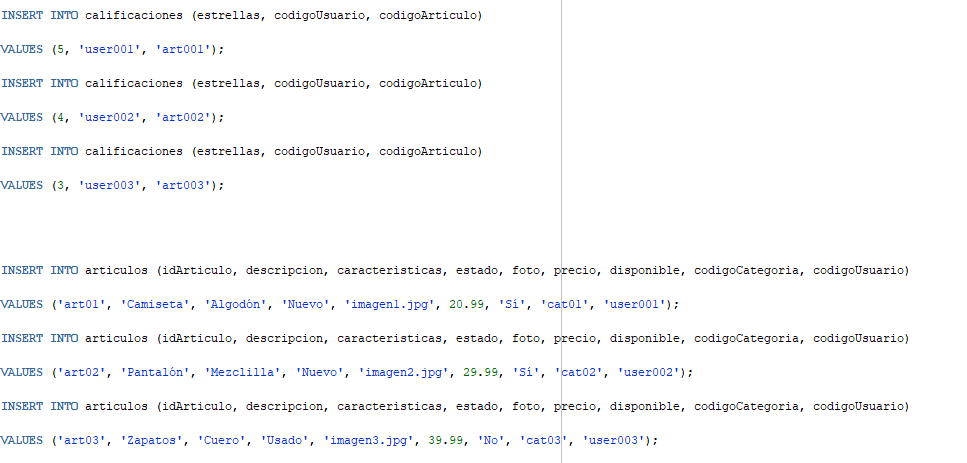 INSERT INTO calificaciones (estrellas, codigoUsuario, codigoArticulo)
VALUES (5, 'user001', 'art001');
INSERT INTO calificaciones (estrellas, codigoUsuario, codigoArticulo)
VALUES (4, 'user002', 'art002');
INSERT INTO calificaciones (estrellas, codigoUsuario, codigoArticulo)
VALUES (3, 'user003', 'art003');
INSERT INTO articulos (idArticulo, descripcion, caracteristicas, estado, foto, precio, disponible, codigoCategoria, codigoUsuario)
VALUES ('art01', 'Camiseta', 'Algodón', 'Nuevo', 'imagen1.jpg', 20.99, 'Sí', 'cat01', 'user001');
INSERT INTO articulos (idArticulo, descripcion, caracteristicas, estado, foto, precio, disponible, codigoCategoria, codigoUsuario)
VALUES ('art02', 'Pantalón', 'Mezclilla', 'Nuevo', 'imagen2.jpg', 29.99, 'Sí', 'cat02', 'user002');
INSERT INTO articulos (idArticulo, descripcion, caracteristicas, estado, foto, precio, disponible, codigoCategoria, codigoUsuario)
VALUES ('art03', 'Zapatos', 'Cuero', 'Usado', 'imagen3.jpg', 39.99, 'No', 'cat03', 'user003');